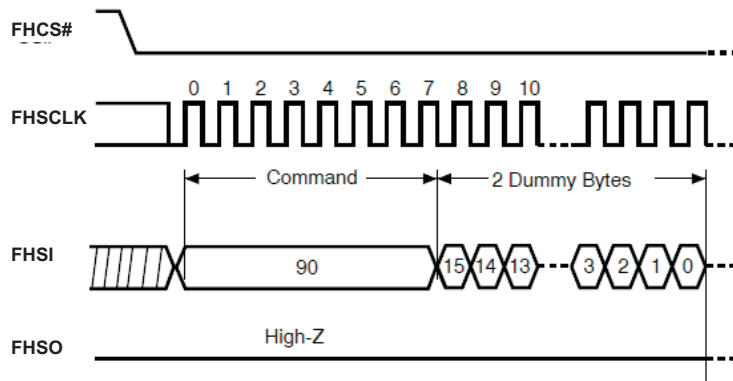 FHCS#
FHSCLK
0 1 2 3 4 5 6 7 8 9 10
Command
2 Dummy Bytes
FHSI
90
15 14 13 3 2 1 0
High-Z
FHSO